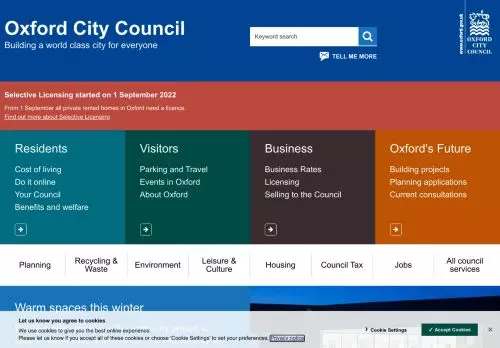 Oxford City Council
Building a world class city for everyone
Keyword search
TELL ME MORE
www.oxford.gov.uk
OXFORD
CITY
COUNCIL
Selective Licensing started on 1 September 2022
From 1 September all private rented homes in Oxford need a licence.
Find out more about Selective Licensing
Residents
Cost of living
Do it online
Your Council
Benefits and welfare
Visitors
Parking and Travel
Events in Oxford
About Oxford
Business
Business Rates
Licensing
Selling to the Council
Oxford's Future
Building projects
Planning applications
Current consultations
Planning
Recycling &
Waste
Environment
Leisure &
Culture
Housing
Council Tax
Jobs
All council
services
Warm spaces this winter
Let us know you agree to cookies
We use cookies to give you the best online experience.
Please let us know if you accept all of these cookies or choose 'Cookie Settings' to set your preferences. Privacy notice
Cookie Settings
✓ Accept Cookies